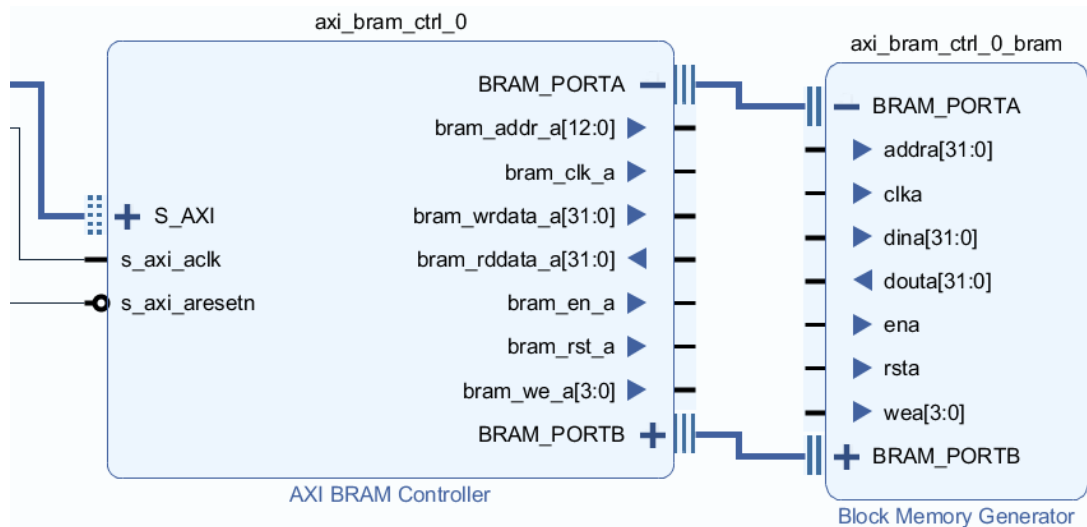 axi_bram_ctrl_0
BRAM_PORTA
bram_addr_a[12:0]
bram_clk_a
bram_wrdata_a[31:0]
bram_rddata_a[31:0]
bram_en_a
bram_rst_a
bram_we_a[3:0]
BRAM_PORTB
S_AXI
s_axi_aclk
s_axi_aresetn
AXI BRAM Controller
axi_bram_ctrl_0_bram
BRAM_PORTA
addra[31:0]
clka
dina[31:0]
douta[31:0]
ena
rsta
wea[3:0]
BRAM_PORTB
Block Memory Generator